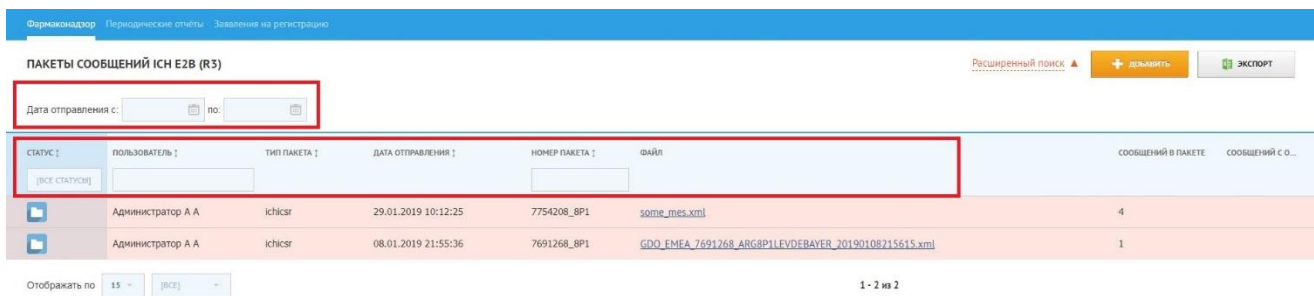 Фармаконадзор Периодические отчёты Заявления на регистрацию
ПАКЕТЫ СООБЩЕНИЙ ICH E2B (R3) Расширенный поиск ▲ ДОБАВИТЬ ЭКСПОРТ
Дата отправления с: по:
СТАТУС ПОЛЬЗОВАТЕЛЬ ТИП ПАКЕТА ДАТА ОТПРАВЛЕНИЯ НОМЕР ПАКЕТА ФАЙЛ СООБЩЕНИЙ В ПАКЕТЕ СООБЩЕНИЙ С О...
[ВСЕ СТАТУСЫ]
Администратор А А ichicsr 29.01.2019 10:12:25 7754208_8P1 some_mes.xml 4
Администратор А А ichicsr 08.01.2019 21:55:36 7691268_8P1 GDO_EMEA_7691268_ARG8P1LEVDEBAYER_20190108215615.xml 1
Отображать по 15 [ВСЕ] 1 - 2 из 2